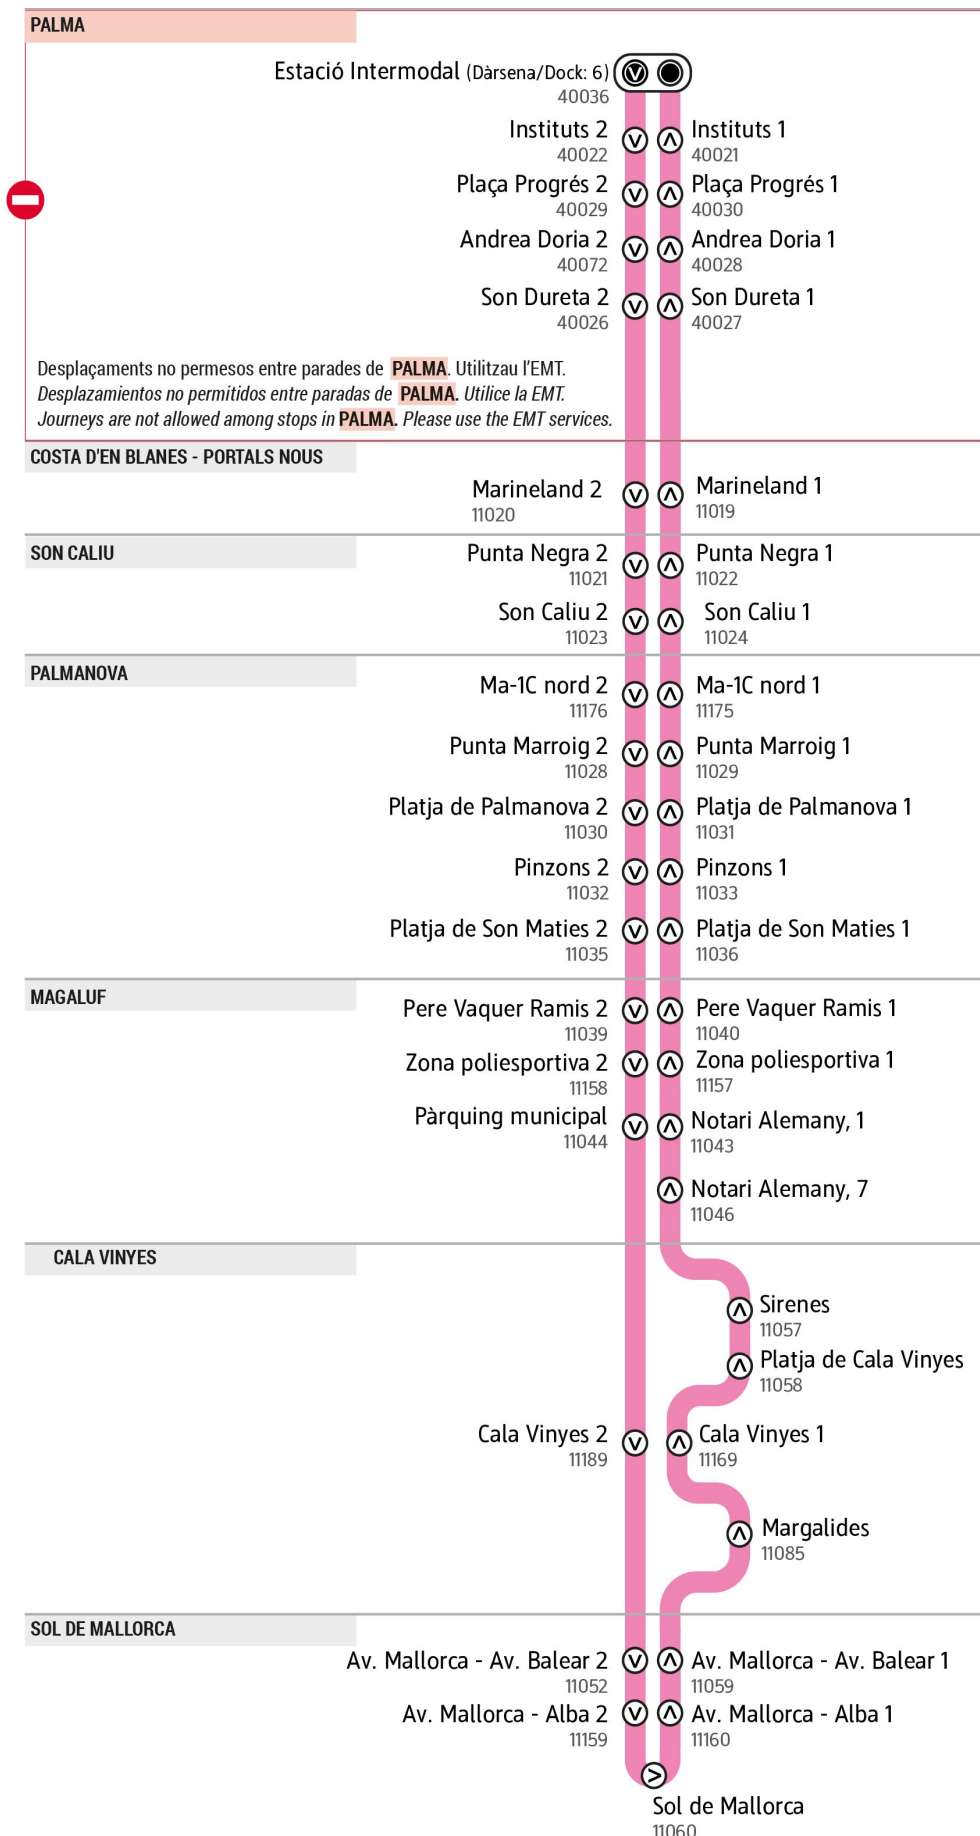 PALMA
Estació Intermodal (Dàrsena/Dock: 6)
40036
Instituts 2
40022
Instituts 1
40021
Plaça Progrés 2
40029
Plaça Progrés 1
40030
Andrea Doria 2
40072
Andrea Doria 1
40028
Son Dureta 2
40026
Son Dureta 1
40027
Desplaçaments no permesos entre parades de PALMA. Utilitzau l'EMT.
Desplazamientos no permitidos entre paradas de PALMA. Utilice la EMT.
Journeys are not allowed among stops in PALMA. Please use the EMT services.
COSTA D'EN BLANES - PORTALS NOUS
Marineland 2
11020
Marineland 1
11019
SON CALIU
Punta Negra 2
11021
Punta Negra 1
11022
Son Caliu 2
11023
Son Caliu 1
11024
PALMANOVA
Ma-1C nord 2
11176
Ma-1C nord 1
11175
Punta Marroig 2
11028
Punta Marroig 1
11029
Platja de Palmanova 2
11030
Platja de Palmanova 1
11031
Pinzons 2
11032
Pinzons 1
11033
Platja de Son Maties 2
11035
Platja de Son Maties 1
11036
MAGALUF
Pere Vaquer Ramis 2
11039
Pere Vaquer Ramis 1
11040
Zona poliesportiva 2
11158
Zona poliesportiva 1
11157
Pàrquing municipal
11044
Notari Alemany, 1
11043
Notari Alemany, 7
11046
CALA VINYES
Sirenes
11057
Platja de Cala Vinyes
11058
Cala Vinyes 2
11189
Cala Vinyes 1
11169
Margalides
11085
SOL DE MALLORCA
Av. Mallorca - Av. Balear 2
11052
Av. Mallorca - Av. Balear 1
11059
Av. Mallorca - Alba 2
11159
Av. Mallorca - Alba 1
11160
Sol de Mallorca
11060